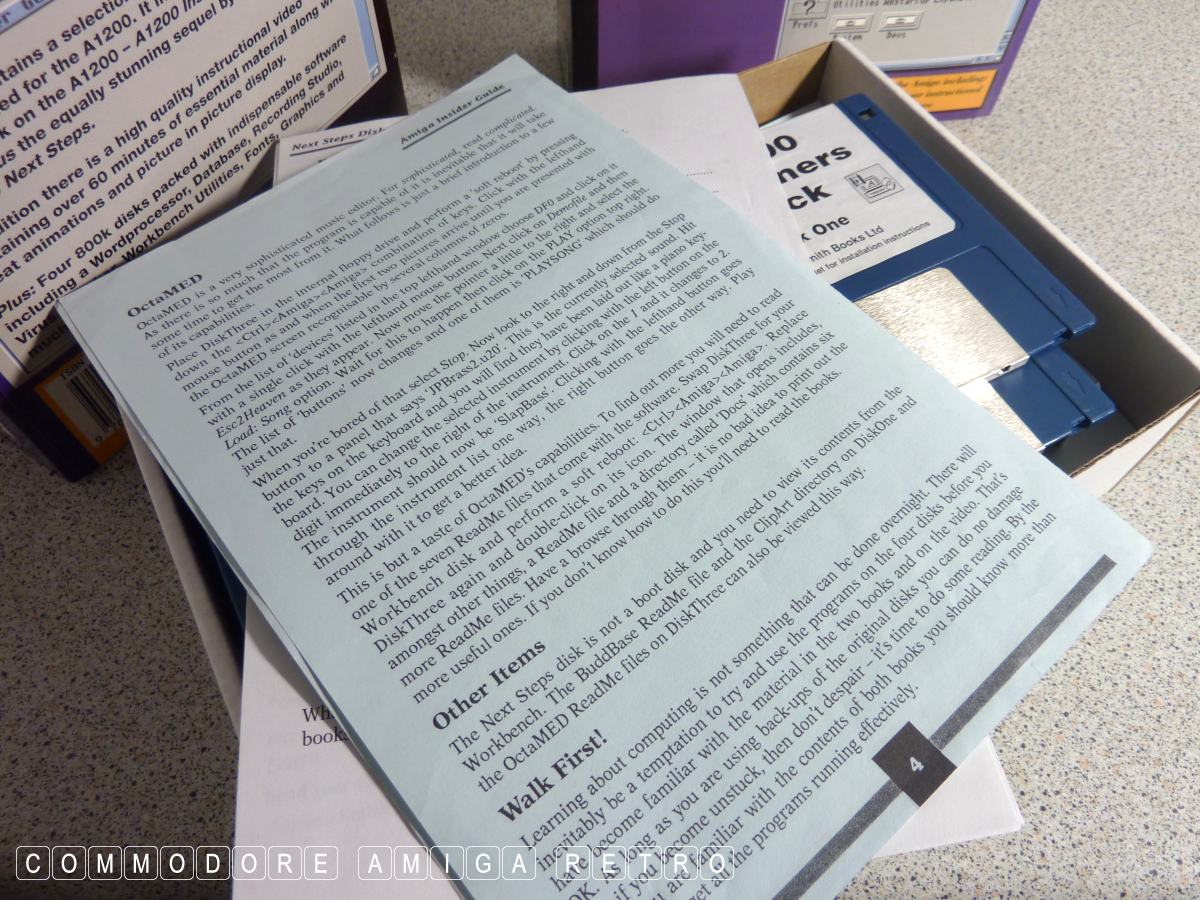 tains a selection
ed for the A1200. It in
k on the A1200 – A1200 Ins
us the equally stunning sequel by
Next Steps.
dition there is a high quality instructional video
aining over 60 minutes of essential material along wi
eat animations and picture in picture display.
Plus: Four 800k disks packed with indispensable software
including a Wordprocessor, Database, Recording Studio,
Workbench Utilities, Fonts, Graphics and
ISBN
Prefs
Devs
the Amiga including:
Next Steps Disk
Amiga Insider Guide
OctaMED
OctaMED is a very sophisticated music editor. For sophisticated, read complicated.
As there is so much that the program is capable of it is inevitable that it will take
some time to get the most from it. What follows is just a brief introduction to a few
of its capabilities.
Place DiskThree in the internal floppy drive and perform a 'soft reboot' by pressing
down the <Ctrl><Amiga><Amiga> combination of keys. Click with the lefthand
mouse button as and when the first two pictures arrive until you are presented with
the OctaMED screen recognisable by several columns of zeros.
From the list of 'devices' listed in the top lefthand window choose DF0 and click on it
with a single click with the lefthand mouse button. Next click on Demofile and then
Esc2Heaven as they appear. Now move the pointer a little to the right and select the
Load: Song option. Wait for this to happen then click on the PLAY option top right.
The list of 'buttons' now changes and one of them is 'PLAYSONG' which should do
just that.
When you're bored of that select Stop. Now look to the right and down from the Stop
button to a panel that says 'IPPBrass2.u20'. This is the currently selected sound. Hit
the keys on the keyboard and you will find they have been laid out like a piano key-
board. You can change the selected instrument by clicking with the left button on the
digit immediately to the right of the instrument. Click on the 1 and it changes to 2.
The instrument should now be 'SlapBass'. Clicking with the lefthand button goes
through the instrument list one way, the right button goes the other way. Play
around with it to get a better idea.
This is but a taste of OctaMED's capabilities. To find out more you will need to read
one of the seven ReadMe files that come with the software. Swap DiskThree for your
Workbench disk and perform a soft reboot: <Ctrl><Amiga><Amiga>. Replace
DiskThree again and double-click on its icon. The window that opens includes,
amongst other things, a ReadMe file and a directory called 'Docs' which contains six
more ReadMe files. Have a browse through them – it is no bad idea to print out the
more useful ones. If you don't know how to do this you'll need to read the books.
Other Items
The Next Steps disk is not a boot disk and you need to view its contents from the
Workbench. The BuddBase ReadMe file and the ClipArt directory on DiskOne and
the OctaMED ReadMe files on DiskThree can also be viewed this way.
Walk First!
Learning about computing is not something that can be done overnight. There will
inevitably be a temptation to try and use the programs on the four disks before you
have become familiar with the material in the two books and on the video. That's
OK. As long as you are using back-ups of the original disks you can do no damage
if you become unstuck, then don't despair – it's time to do some reading. By the
are familiar with the contents of both books you should know more than
get all the programs running effectively.
4
00
ners
ck
k One
mith Books Ltd
for installation instructions
Wh
books
COMMODORE AMIGA RETRO